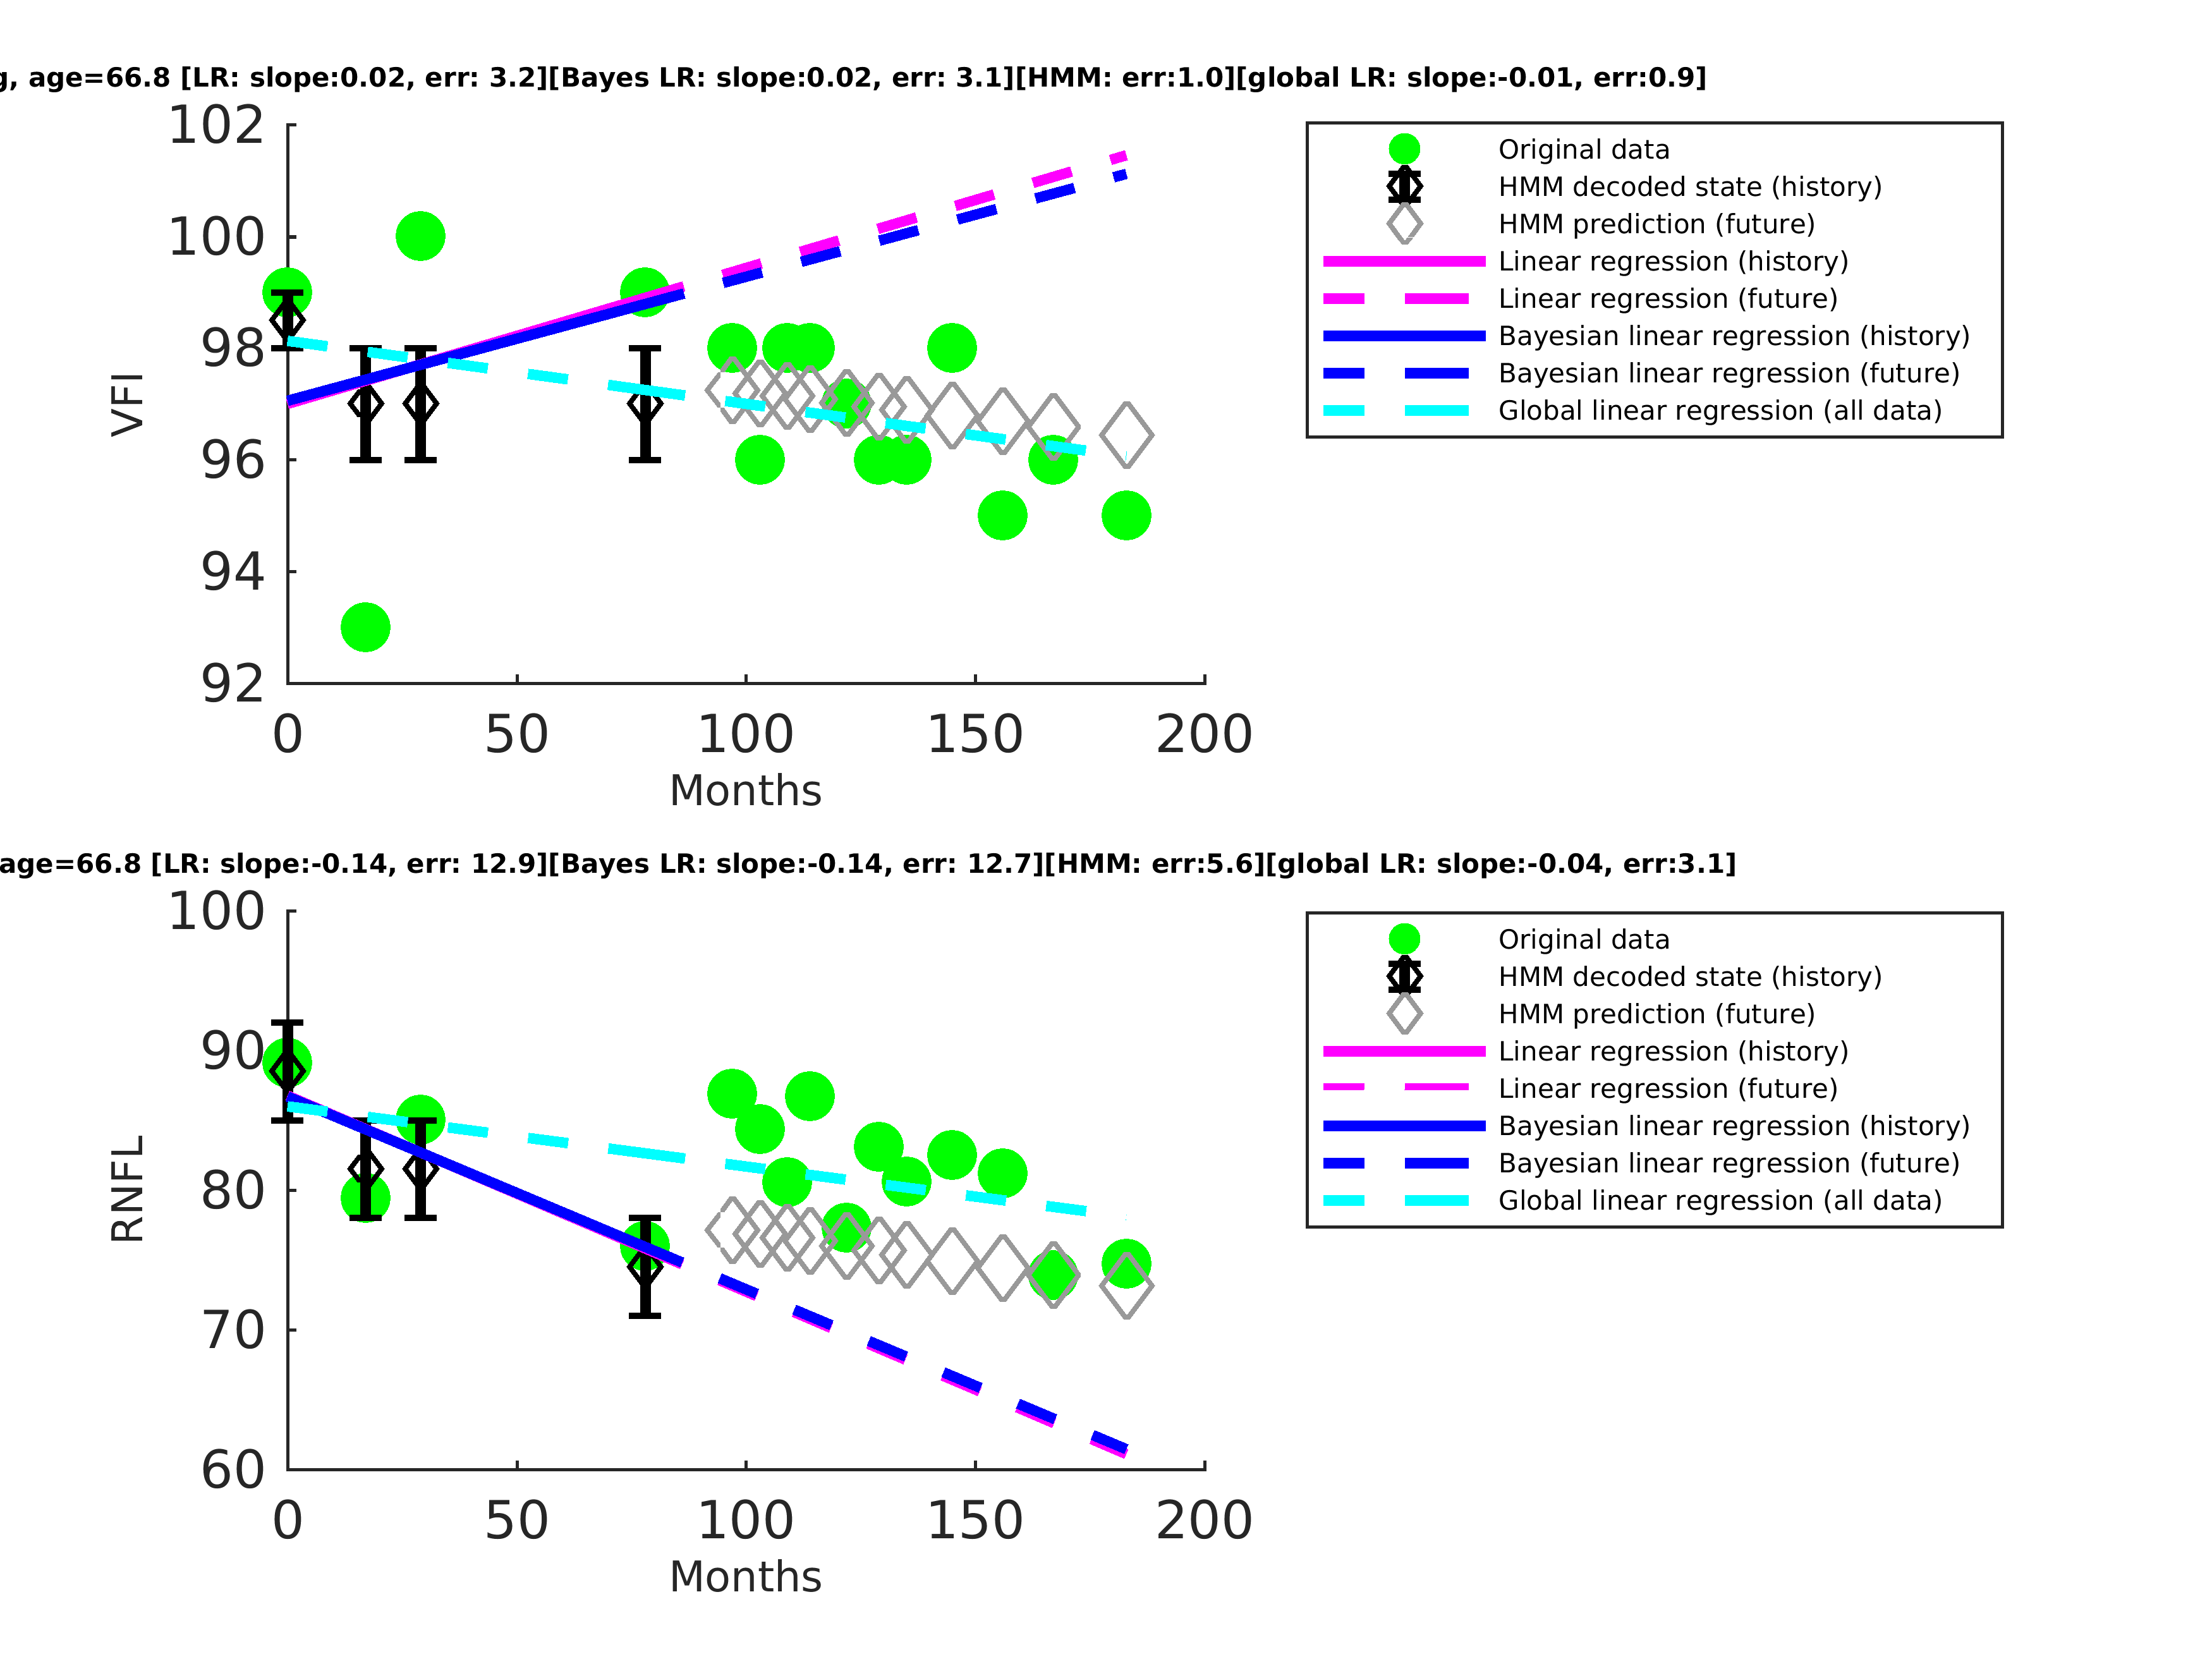 , age=66.8 [LR: slope:0.02, err: 3.2][Bayes LR: slope:0.02, err: 3.1][HMM: err:1.0][global LR: slope:-0.01, err:0.9]
102
100
98
96
94
92
VFI
0 50 100 150 200
Months
Original data
HMM decoded state (history)
HMM prediction (future)
Linear regression (history)
Linear regression (future)
Bayesian linear regression (history)
Bayesian linear regression (future)
Global linear regression (all data)
age=66.8 [LR: slope:-0.14, err: 12.9][Bayes LR: slope:-0.14, err: 12.7][HMM: err:5.6][global LR: slope:-0.04, err:3.1]
100
90
80
70
60
RNFL
0 50 100 150 200
Months
Original data
HMM decoded state (history)
HMM prediction (future)
Linear regression (history)
Linear regression (future)
Bayesian linear regression (history)
Bayesian linear regression (future)
Global linear regression (all data)